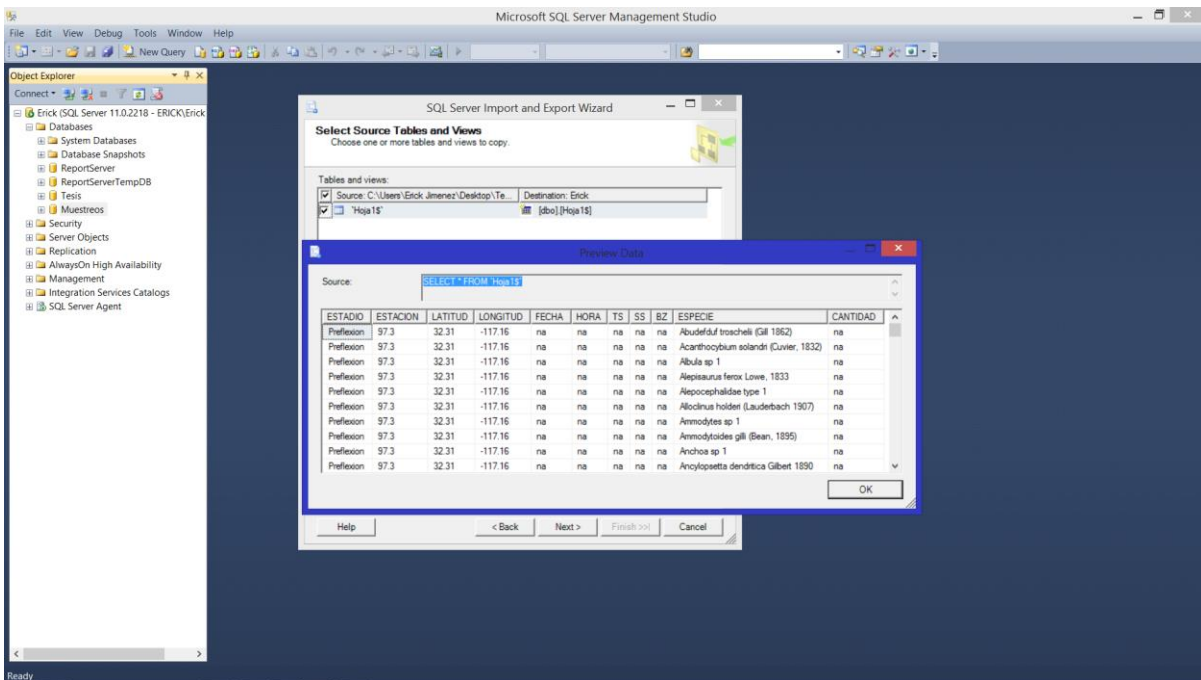 Microsoft SQL Server Management Studio
File Edit View Debug Tools Window Help
New Query
Object Explorer
Connect
Erick (SQL Server 11.0.2218 - ERICK\Erick
Databases
System Databases
Database Snapshots
ReportServer
ReportServerTempDB
Tesis
Muestreos
Security
Server Objects
Replication
AlwaysOn High Availability
Management
Integration Services Catalogs
SQL Server Agent
SQL Server Import and Export Wizard
Select Source Tables and Views
Choose one or more tables and views to copy.
Tables and views:
Source: C:\Users\Erick Jimenez\Desktop\Te... Destination: Erick
`Hoja1$` [dbo].[Hoja1$]
Preview Data
Source: SELECT * FROM `Hoja1$`
ESTADIO ESTACION LATITUD LONGITUD FECHA HORA TS SS BZ ESPECIE CANTIDAD
Preflexion 97.3 32.31 -117.16 na na na na na Abudefduf troschelii (Gill 1862) na
Preflexion 97.3 32.31 -117.16 na na na na na Acanthocybium solandri (Cuvier, 1832) na
Preflexion 97.3 32.31 -117.16 na na na na na Albula sp 1 na
Preflexion 97.3 32.31 -117.16 na na na na na Alepisaurus ferox Lowe, 1833 na
Preflexion 97.3 32.31 -117.16 na na na na na Alepocephalidae type 1 na
Preflexion 97.3 32.31 -117.16 na na na na na Alloclinus holderi (Lauderbach 1907) na
Preflexion 97.3 32.31 -117.16 na na na na na Ammodytes sp 1 na
Preflexion 97.3 32.31 -117.16 na na na na na Ammodytoides gilli (Bean, 1895) na
Preflexion 97.3 32.31 -117.16 na na na na na Anchoa sp 1 na
Preflexion 97.3 32.31 -117.16 na na na na na Ancylopsetta dendritica Gilbert 1890 na
OK
Help < Back Next > Finish >>| Cancel
Ready